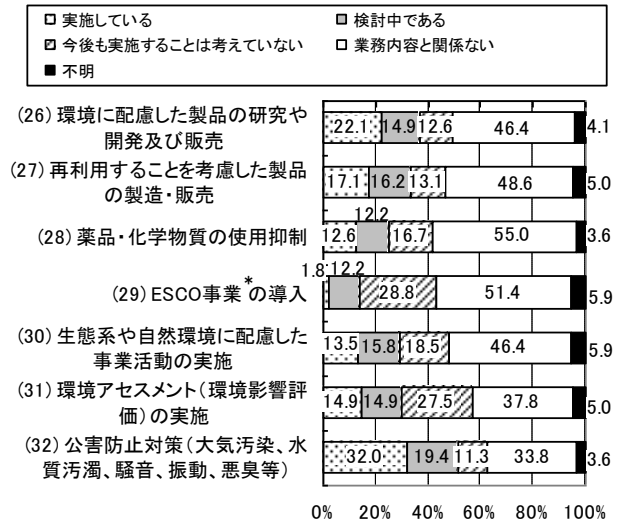 実施している 検討中である
今後も実施することは考えていない 業務内容と関係ない
不明
(26) 環境に配慮した製品の研究や
開発及び販売
22.1 14.9 12.6 46.4 4.1
(27) 再利用することを考慮した製品
の製造・販売
17.1 16.2 13.1 48.6 5.0
(28) 薬品・化学物質の使用抑制
12.6 12.2 16.7 55.0 3.6
(29) ESCO事業*の導入
1.8 12.2 28.8 51.4 5.9
(30) 生態系や自然環境に配慮した
事業活動の実施
13.5 15.8 18.5 46.4 5.9
(31) 環境アセスメント(環境影響評
価)の実施
14.9 14.9 27.5 37.8 5.0
(32) 公害防止対策(大気汚染、水
質汚濁、騒音、振動、悪臭等)
32.0 19.4 11.3 33.8 3.6
0% 20% 40% 60% 80% 100%